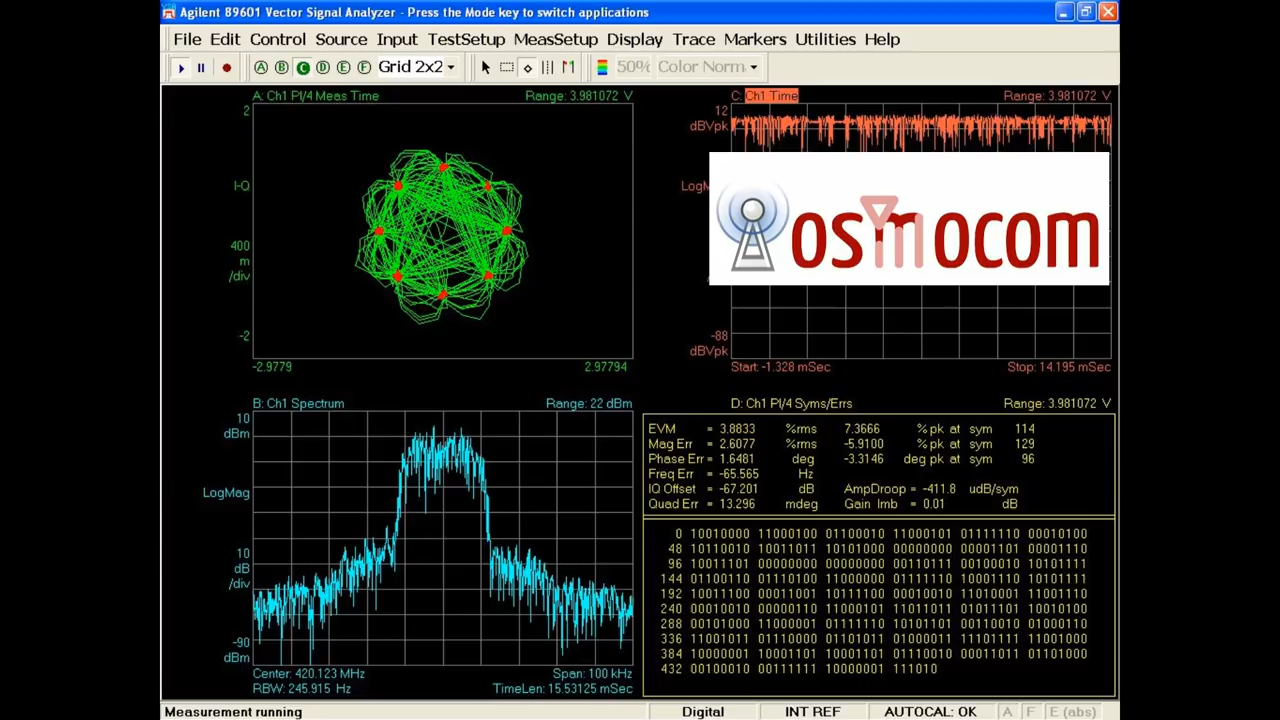 Agilent 89601 Vector Signal Analyzer - Press the Mode key to switch applications
File Edit Control Source Input TestSetup MeasSetup Display Trace Markers Utilities Help
A B C D E F Grid 2x2 50% Color Norm
A: Ch1 PI/4 Meas Time Range: 3.981072 V
2
I-Q
400
m
/div
-2
-2.9779 2.97794
C: Ch1 Time Range: 3.981072 V
12
dBVpk
LogM
osmocom
-88
dBVpk
Start: -1.328 mSec Stop: 14.195 mSec
B: Ch1 Spectrum Range: 22 dBm
10
dBm
LogMag
10
dB
/div
-90
dBm
Center: 420.123 MHz Span: 100 kHz
RBW: 245.915 Hz TimeLen: 15.53125 mSec
D: Ch1 PI/4 Syms/Errs Range: 3.981072 V
EVM = 3.8833 %rms 7.3666 % pk at sym 114
Mag Err = 2.6077 %rms -5.9100 % pk at sym 129
Phase Err = 1.6481 deg -3.3146 deg pk at sym 96
Freq Err = -65.565 Hz
IQ Offset = -67.201 dB AmpDroop = -411.8 udB/sym
Quad Err = 13.296 mdeg Gain Imb = 0.01 dB
0 10010000 11000100 01100010 11000101 01111110 00010100
48 10110010 10011011 10101000 00000000 00001101 00001110
96 10011101 00000000 00000000 00110111 00100010 10101111
144 01100110 01110100 11000000 01111110 10001110 10101111
192 10011100 00011001 10111100 00010010 11010001 11010111
240 00010010 00000110 11000101 11011011 01011101 10010100
288 00101000 11000001 01111110 10101101 00110010 01000110
336 11001011 01110000 01101011 01000011 11101111 11001000
384 10000001 10001101 10001101 00110110 00011011 01101000
432 00100010 00111111 10000001 111010
Measurement running Digital INT REF AUTOCAL: OK A F E (abs)